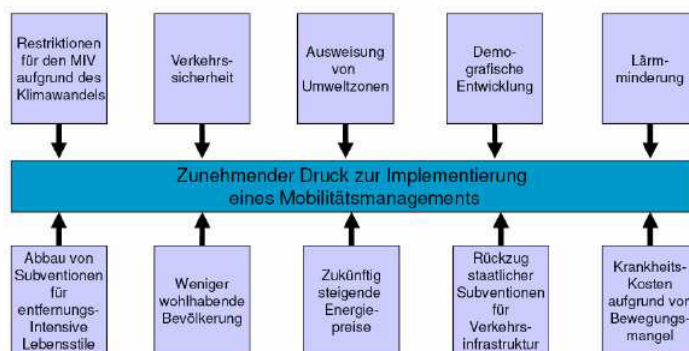 Restriktionen
für den MIV
aufgrund des
Klimawandels
Verkehrs-
sicherheit
Ausweisung
von
Umweltzonen
Demo-
grafische
Entwicklung
Lärm-
minderung
Zunehmender Druck zur Implementierung
eines Mobilitätsmanagements
Abbau von
Subventionen
für
entfernungs-
Intensive
Lebensstile
Weniger
wohlhabende
Bevölkerung
Zukünftig
steigende
Energie-
preise
Rückzug
staatlicher
Subventionen
für
Verkehrs-
infrastruktur
Krankheits-
Kosten
aufgrund von
Bewegungs-
mangel